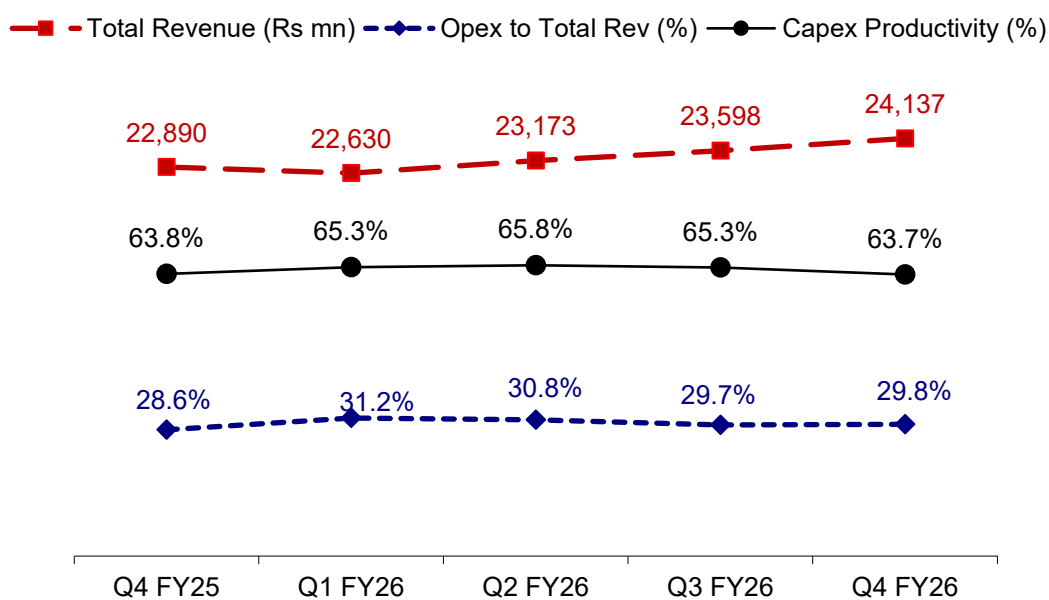 Total Revenue (Rs mn) Opex to Total Rev (%) Capex Productivity (%)
22,890 22,630 23,173 23,598 24,137
63.8% 65.3% 65.8% 65.3% 63.7%
28.6% 31.2% 30.8% 29.7% 29.8%
Q4 FY25 Q1 FY26 Q2 FY26 Q3 FY26 Q4 FY26